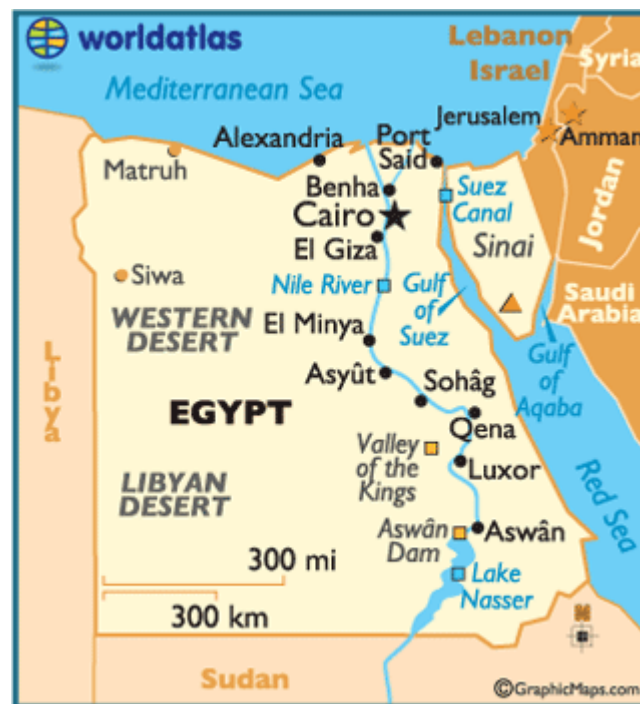 worldatlas
Lebanon
Israel
Syria
Mediterranean Sea
Jerusalem
Amman
Alexandria
Port
Said
Matruh
Benha
Suez
Canal
Cairo
Jordan
El Giza
Sinai
Siwa
Nile River
Gulf
of
Suez
Saudi
Arabia
WESTERN
DESERT
El Minya
Gulf
of
Aqaba
Libya
Asyût
Sohâg
EGYPT
Qena
Valley
of the
Kings
Luxor
Red Sea
LIBYAN
DESERT
Aswân
Dam
Aswân
300 mi
Lake
Nasser
300 km
N
Sudan
©GraphicMaps.com